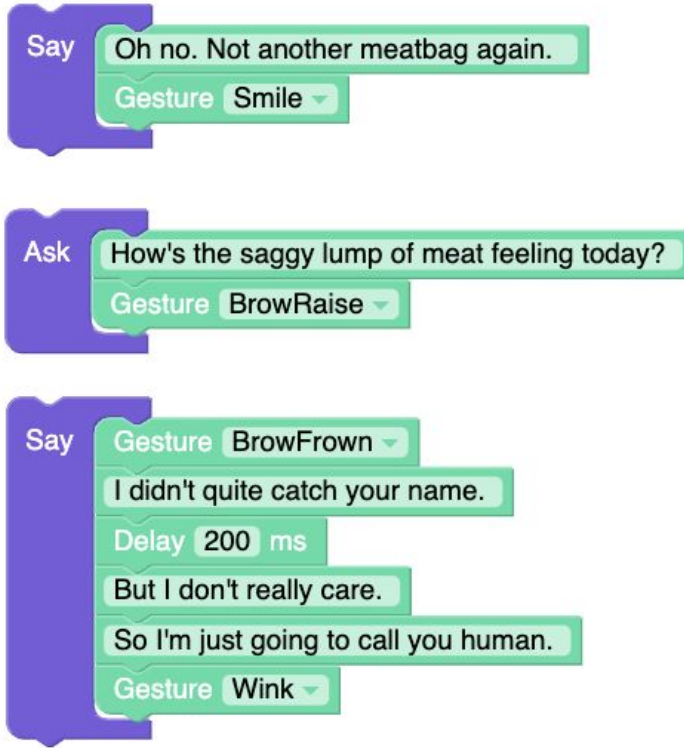 Say Oh no. Not another meatbag again.
Gesture Smile
Ask How's the saggy lump of meat feeling today?
Gesture BrowRaise
Say Gesture BrowFrown
I didn't quite catch your name.
Delay 200 ms
But I don't really care.
So I'm just going to call you human.
Gesture Wink